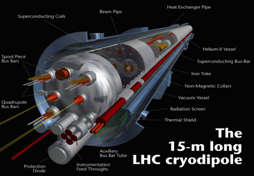 Superconducting Coils
Beam Pipe
Heat Exchanger Pipe
Helium-II Vessel
Superconducting Bus-Bar
Iron Yoke
Non-Magnetic Collars
Vacuum Vessel
Radiation Screen
Thermal Shield
Spool Piece
Bus Bars
Quadrupole
Bus Bars
The
15-m long
LHC cryodipole
Protection
Diode
Instrumentation
Feed Throughs
Auxiliary
Bus Bar Tube